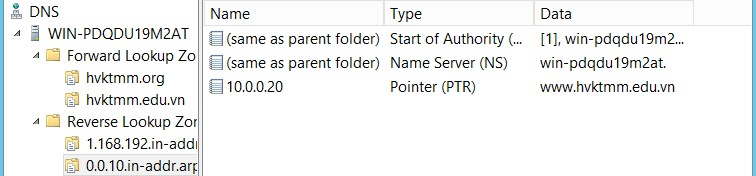 DNS
WIN-PDQDU19M2AT
Forward Lookup Zo
hvktmm.org
hvktmm.edu.vn
Reverse Lookup Zon
1.168.192.in-addr
0.0.10.in-addr.arp
Name Type Data
(same as parent folder) Start of Authority (... [1], win-pdqdu19m2...
(same as parent folder) Name Server (NS) win-pdqdu19m2at.
10.0.0.20 Pointer (PTR) www.hvktmm.edu.vn